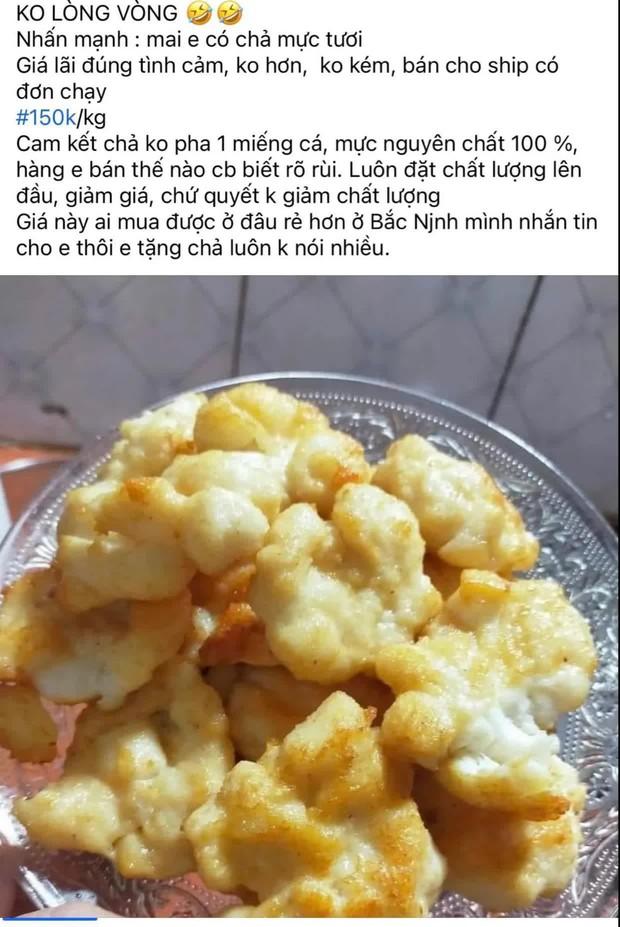 KO LÒNG VÒNG 🤣🤣
Nhấn mạnh : mai e có chả mực tươi
Giá lãi đúng tình cảm, ko hơn, ko kém, bán cho ship có
đơn chạy
#150k/kg
Cam kết chả ko pha 1 miếng cá, mực nguyên chất 100 %,
hàng e bán thế nào cb biết rõ rùi. Luôn đặt chất lượng lên
đầu, giảm giá, chứ quyết k giảm chất lượng
Giá này ai mua được ở đâu rẻ hơn ở Bắc Njnh mình nhắn tin
cho e thôi e tặng chả luôn k nói nhiều.